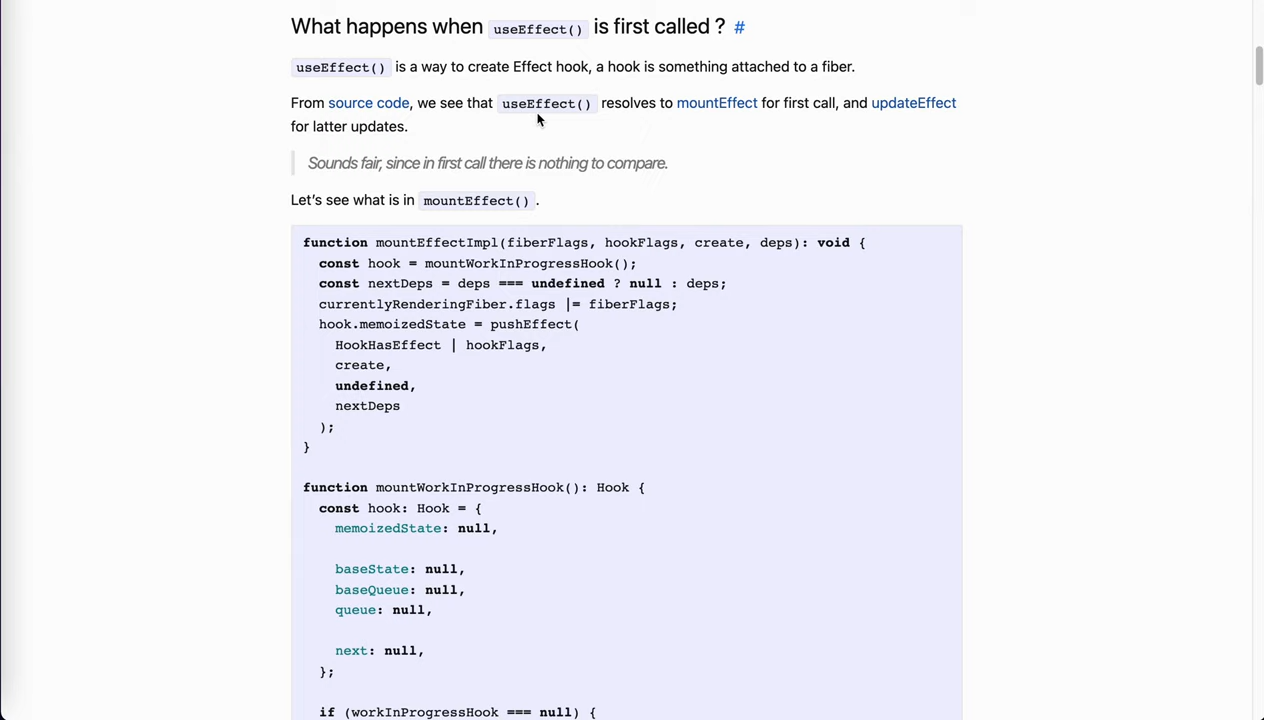 What happens when useEffect() is first called ? #
useEffect() is a way to create Effect hook, a hook is something attached to a fiber.
From source code, we see that useEffect() resolves to mountEffect for first call, and updateEffect
for latter updates.
Sounds fair, since in first call there is nothing to compare.
Let's see what is in mountEffect().
function mountEffectImpl(fiberFlags, hookFlags, create, deps): void {
  const hook = mountWorkInProgressHook();
  const nextDeps = deps === undefined ? null : deps;
  currentlyRenderingFiber.flags |= fiberFlags;
  hook.memoizedState = pushEffect(
    HookHasEffect | hookFlags,
    create,
    undefined,
    nextDeps
  );
}
function mountWorkInProgressHook(): Hook {
  const hook: Hook = {
    memoizedState: null,
    baseState: null,
    baseQueue: null,
    queue: null,
    next: null,
  };
  if (workInProgressHook === null) {